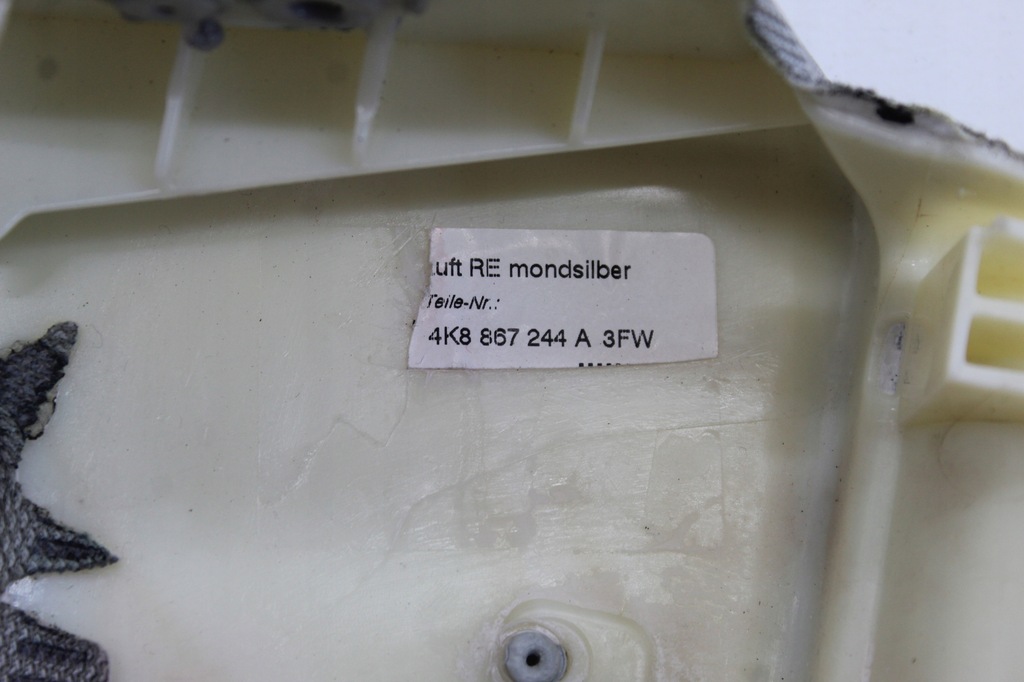 uft RE mondsilber
Teile-Nr.:
4K8 867 244 A 3FW